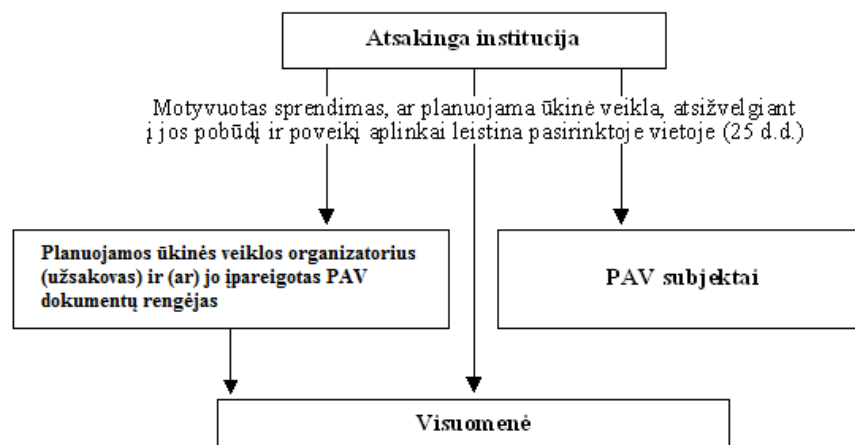 Atsakinga institucija
Motyvuotas sprendimas, ar planuojama ūkinė veikla, atsižvelgiant
į jos pobūdį ir poveikį aplinkai leistina pasirinktoje vietoje (25 d.d.)
Planuojamos ūkinės veiklos organizatorius
(užsakovas) ir (ar) jo įpareigotas PAV
dokumentų rengėjas
PAV subjektai
Visuomenė